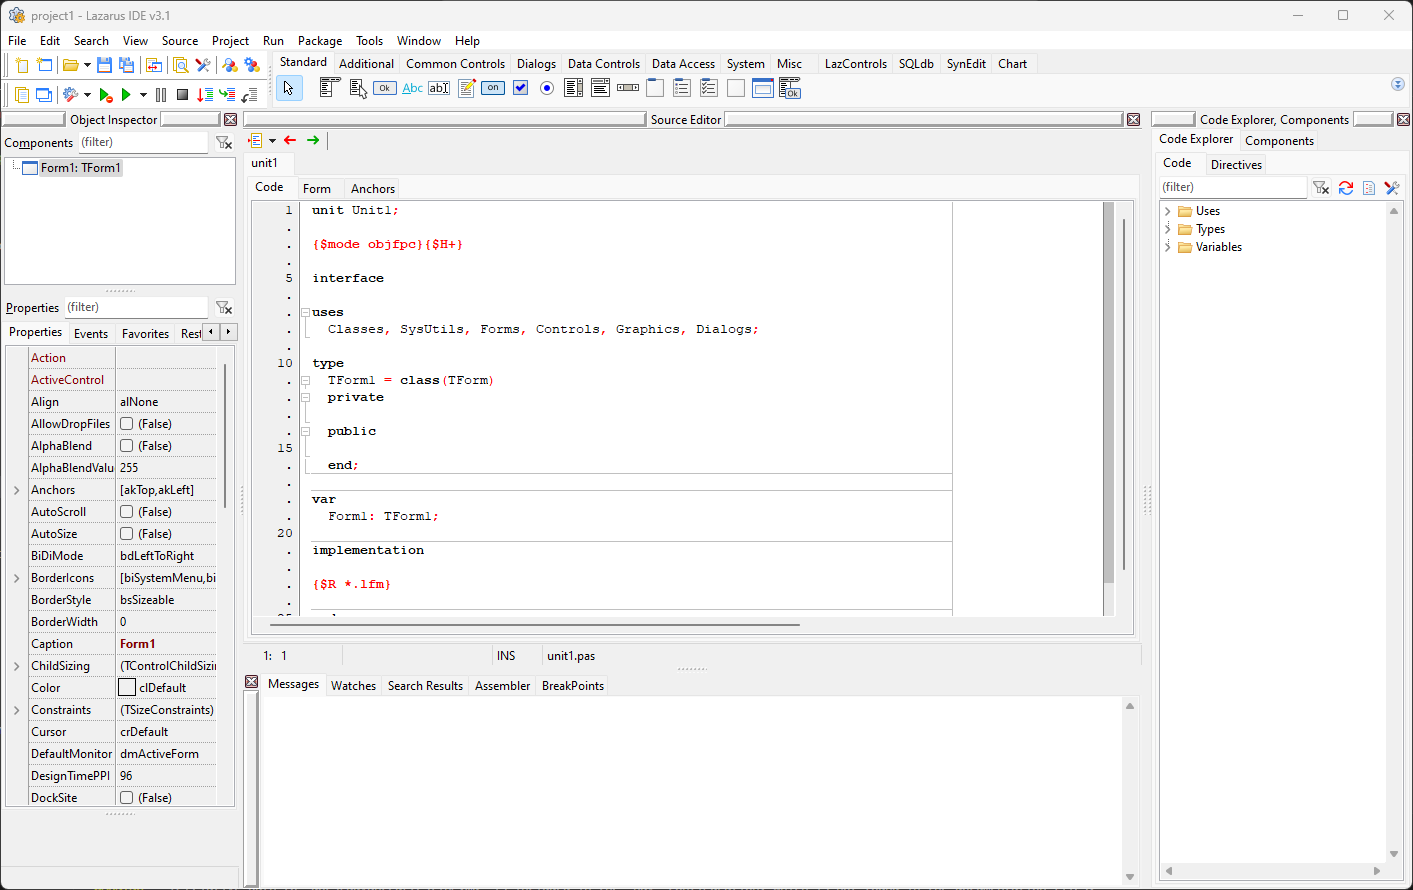 project1 - Lazarus IDE v3.1
File Edit Search View Source Project Run Package Tools Window Help
Standard Additional Common Controls Dialogs Data Controls Data Access System Misc LazControls SQLdb SynEdit Chart
Ok Abc abI on Ok
Object Inspector
Components (filter)
Form1: TForm1
Properties (filter)
Properties Events Favorites Rest
Action
ActiveControl
Align alNone
AllowDropFiles (False)
AlphaBlend (False)
AlphaBlendValu 255
Anchors [akTop,akLeft]
AutoScroll (False)
AutoSize (False)
BiDiMode bdLeftToRight
BorderIcons [biSystemMenu,bi
BorderStyle bsSizeable
BorderWidth 0
Caption Form1
ChildSizing (TControlChildSizi
Color clDefault
Constraints (TSizeConstraints)
Cursor crDefault
DefaultMonitor dmActiveForm
DesignTimePPI 96
DockSite (False)
Source Editor
unit1
Code Form Anchors
1 unit Unit1;
.
. {$mode objfpc}{$H+}
.
5 interface
.
. uses
. Classes, SysUtils, Forms, Controls, Graphics, Dialogs;
.
10 type
. TForm1 = class(TForm)
. private
.
. public
15
. end;
.
. var
. Form1: TForm1;
20
. implementation
.
. {$R *.lfm}
.
1: 1 INS unit1.pas
Messages Watches Search Results Assembler BreakPoints
Code Explorer, Components
Code Explorer Components
Code Directives
(filter)
Uses
Types
Variables